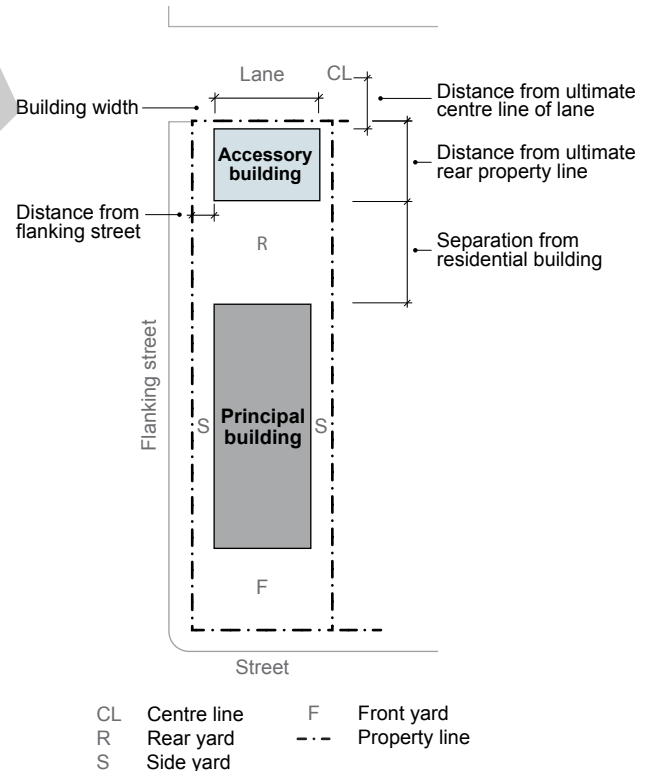 Lane
CL
Building width
Distance from ultimate
centre line of lane
Accessory
building
Distance from ultimate
rear property line
Distance from
flanking street
R
Separation from
residential building
Flanking street
S
Principal
building
S
F
Street
CL Centre line
R Rear yard
S Side yard
F Front yard
Property line